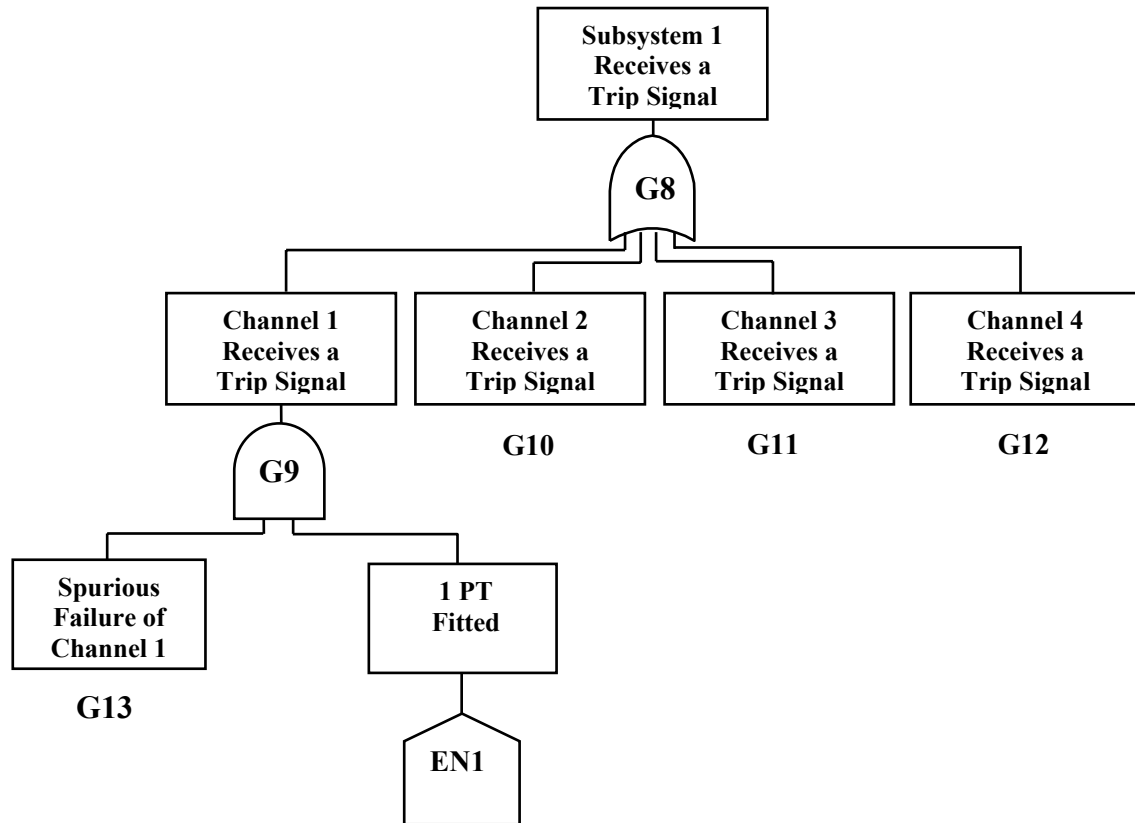 Subsystem 1
Receives a
Trip Signal
G8
Channel 1
Receives a
Trip Signal
Channel 2
Receives a
Trip Signal
Channel 3
Receives a
Trip Signal
Channel 4
Receives a
Trip Signal
G10
G11
G12
G9
Spurious
Failure of
Channel 1
1 PT
Fitted
G13
EN1